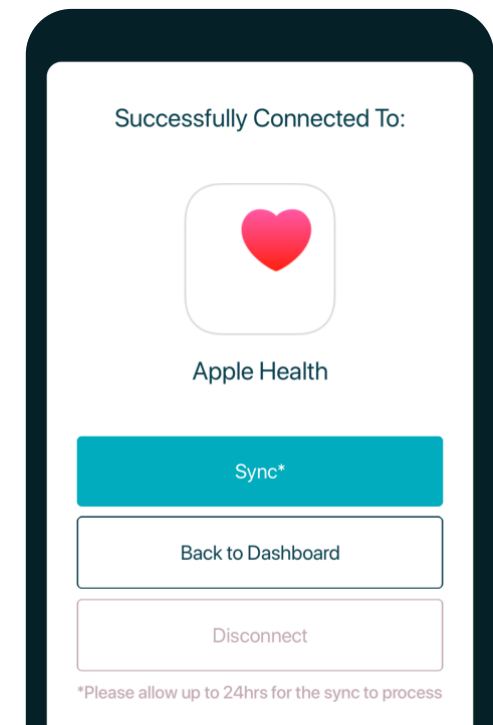 Successfully Connected To:
Apple Health
Sync*
Back to Dashboard
Disconnect
*Please allow up to 24hrs for the sync to process